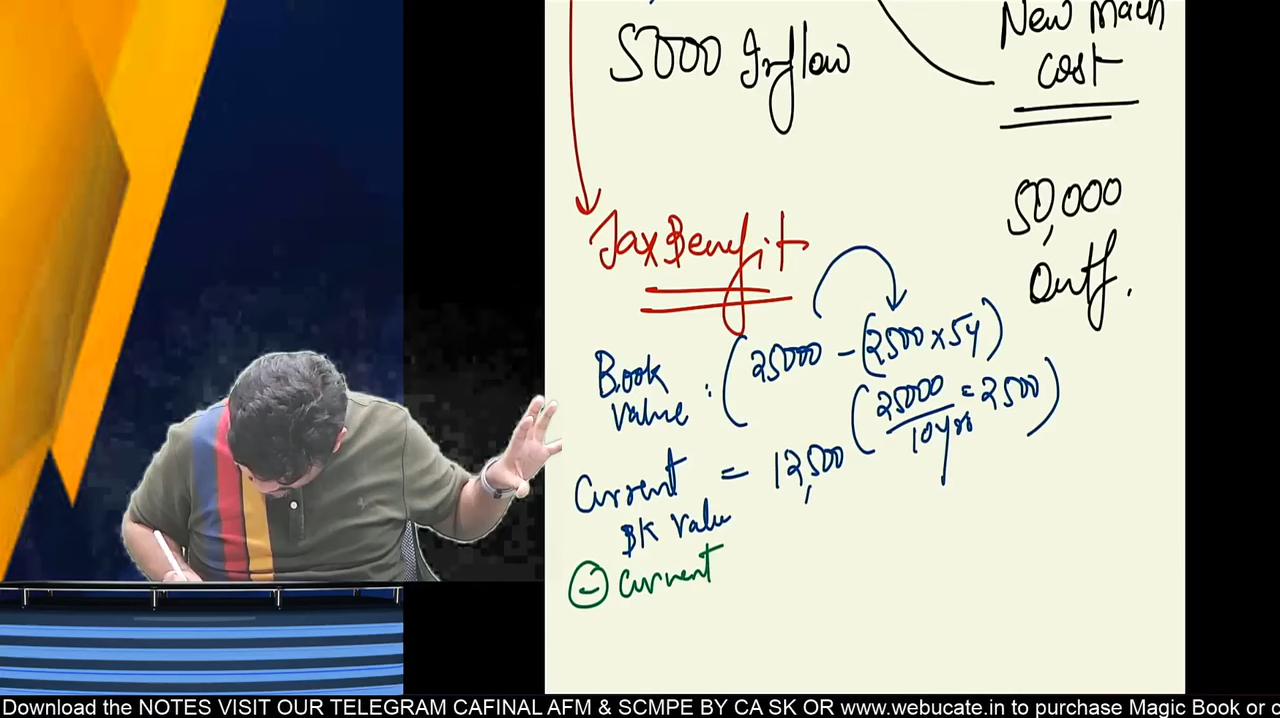 New Mach
cost
5000 Inflow
50,000
Outf.
Tax Benefit
Book Value : (25000 - (2500 x 5y)
(25000/10yrs = 2500)
Current Bk Value = 12,500
(-) Current
Download the NOTES VISIT OUR TELEGRAM CAFINAL AFM & SCMPE BY CA SK OR www.webucate.in to purchase Magic Book or c